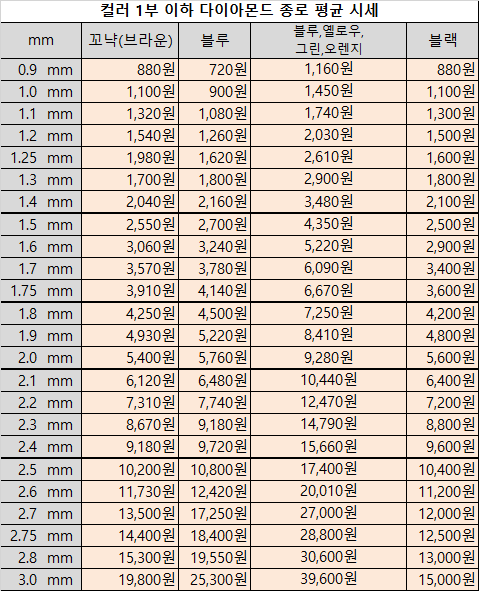 컬러 1부 이하 다이아몬드 종로 평균 시세
mm 꼬냑(브라운) 블루 블루,옐로우, 그린,오렌지 블랙
0.9 mm 880원 720원 1,160원 880원
1.0 mm 1,100원 900원 1,450원 1,100원
1.1 mm 1,320원 1,080원 1,740원 1,300원
1.2 mm 1,540원 1,260원 2,030원 1,500원
1.25 mm 1,980원 1,620원 2,610원 1,600원
1.3 mm 1,700원 1,800원 2,900원 1,800원
1.4 mm 2,040원 2,160원 3,480원 2,100원
1.5 mm 2,550원 2,700원 4,350원 2,500원
1.6 mm 3,060원 3,240원 5,220원 2,900원
1.7 mm 3,570원 3,780원 6,090원 3,400원
1.75 mm 3,910원 4,140원 6,670원 3,600원
1.8 mm 4,250원 4,500원 7,250원 4,200원
1.9 mm 4,930원 5,220원 8,410원 4,800원
2.0 mm 5,400원 5,760원 9,280원 5,600원
2.1 mm 6,120원 6,480원 10,440원 6,400원
2.2 mm 7,310원 7,740원 12,470원 7,200원
2.3 mm 8,670원 9,180원 14,790원 8,800원
2.4 mm 9,180원 9,720원 15,660원 9,600원
2.5 mm 10,200원 10,800원 17,400원 10,400원
2.6 mm 11,730원 12,420원 20,010원 11,200원
2.7 mm 13,500원 17,250원 27,000원 12,000원
2.75 mm 14,400원 18,400원 28,800원 12,500원
2.8 mm 15,300원 19,550원 30,600원 13,000원
3.0 mm 19,800원 25,300원 39,600원 15,000원